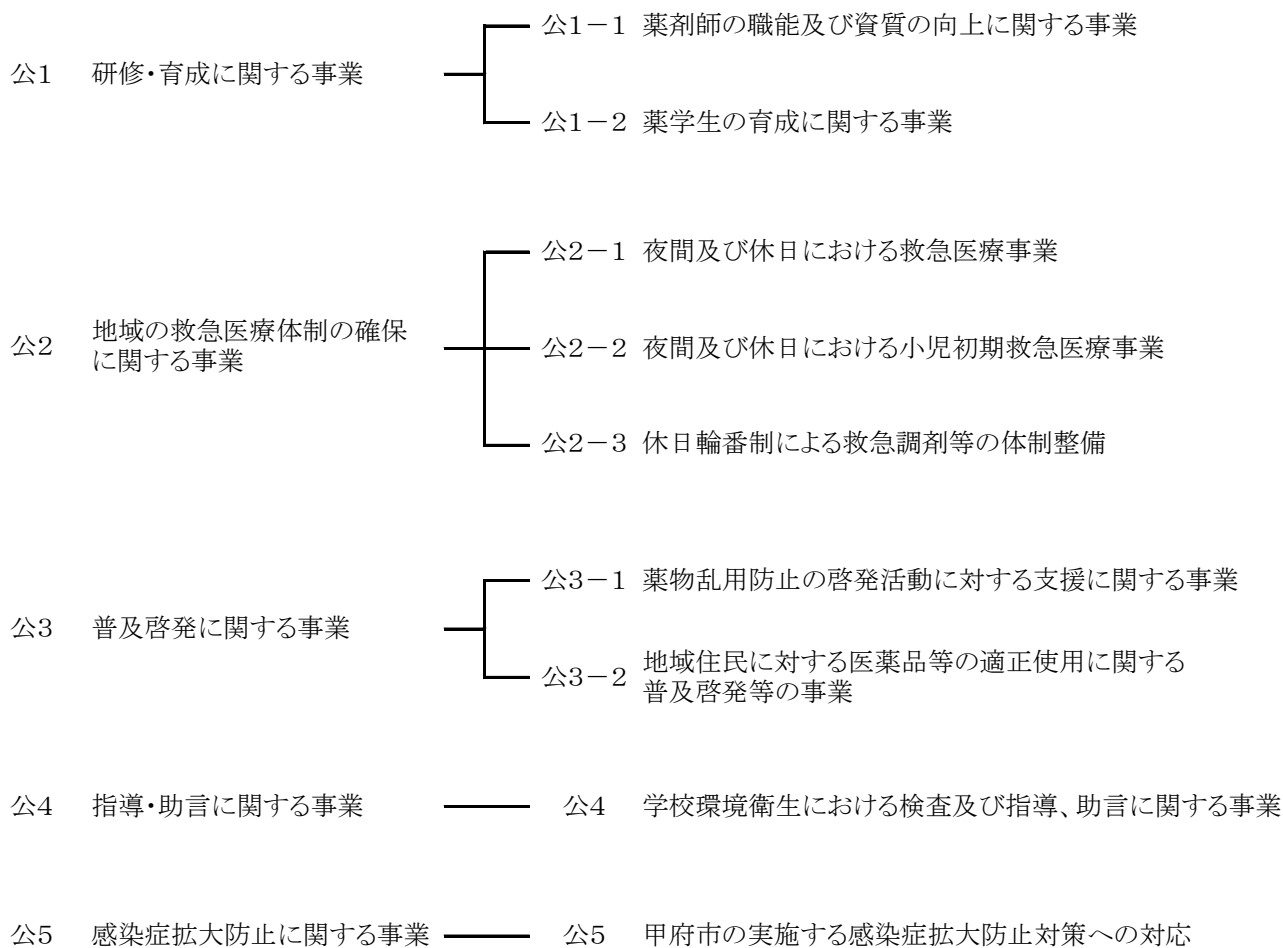 公1－1 薬剤師の職能及び資質の向上に関する事業
公1 研修・育成に関する事業
公1－2 薬学生の育成に関する事業
公2－1 夜間及び休日における救急医療事業
公2 地域の救急医療体制の確保
に関する事業
公2－2 夜間及び休日における小児初期救急医療事業
公2－3 休日輪番制による救急調剤等の体制整備
公3－1 薬物乱用防止の啓発活動に対する支援に関する事業
公3 普及啓発に関する事業
公3－2 地域住民に対する医薬品等の適正使用に関する
普及啓発等の事業
公4 指導・助言に関する事業 公4 学校環境衛生における検査及び指導、助言に関する事業
公5 感染症拡大防止に関する事業 公5 甲府市の実施する感染症拡大防止対策への対応